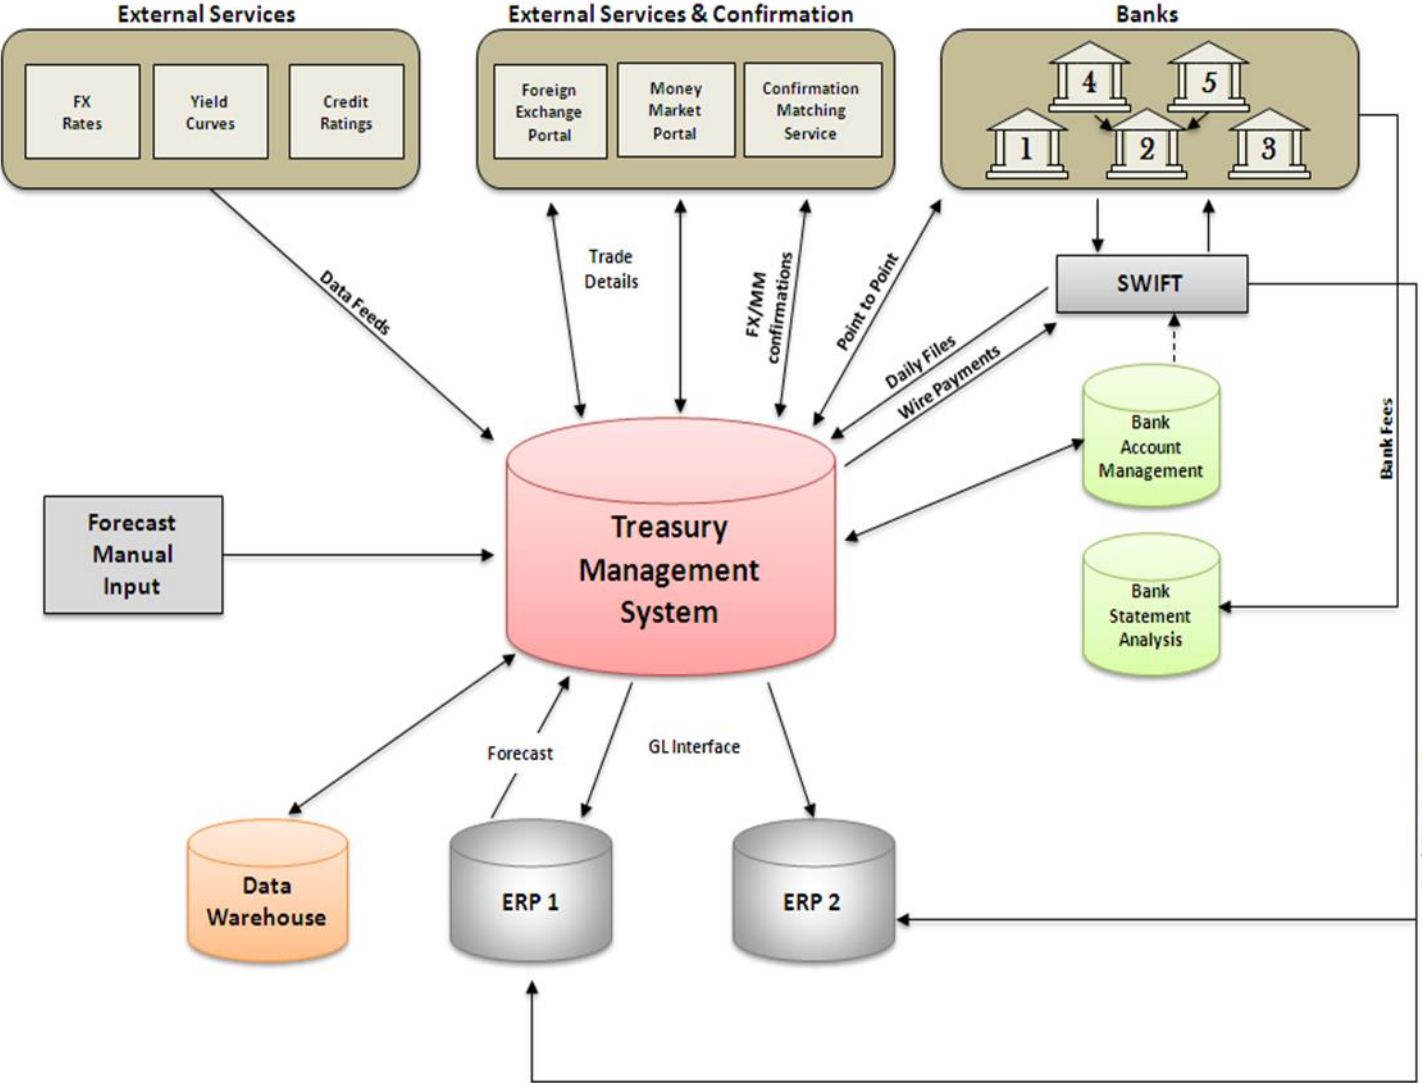 External Services
External Services & Confirmation
Banks
FX
Rates
Yield
Curves
Credit
Ratings
Foreign
Exchange
Portal
Money
Market
Portal
Confirmation
Matching
Service
4
5
1
2
3
Data Feeds
Trade
Details
FX/MM
confirmations
Point to Point
SWIFT
Daily Files
Wire Payments
Bank
Account
Management
Bank Fees
Forecast
Manual
Input
Treasury
Management
System
Bank
Statement
Analysis
Forecast
GL Interface
Data
Warehouse
ERP 1
ERP 2